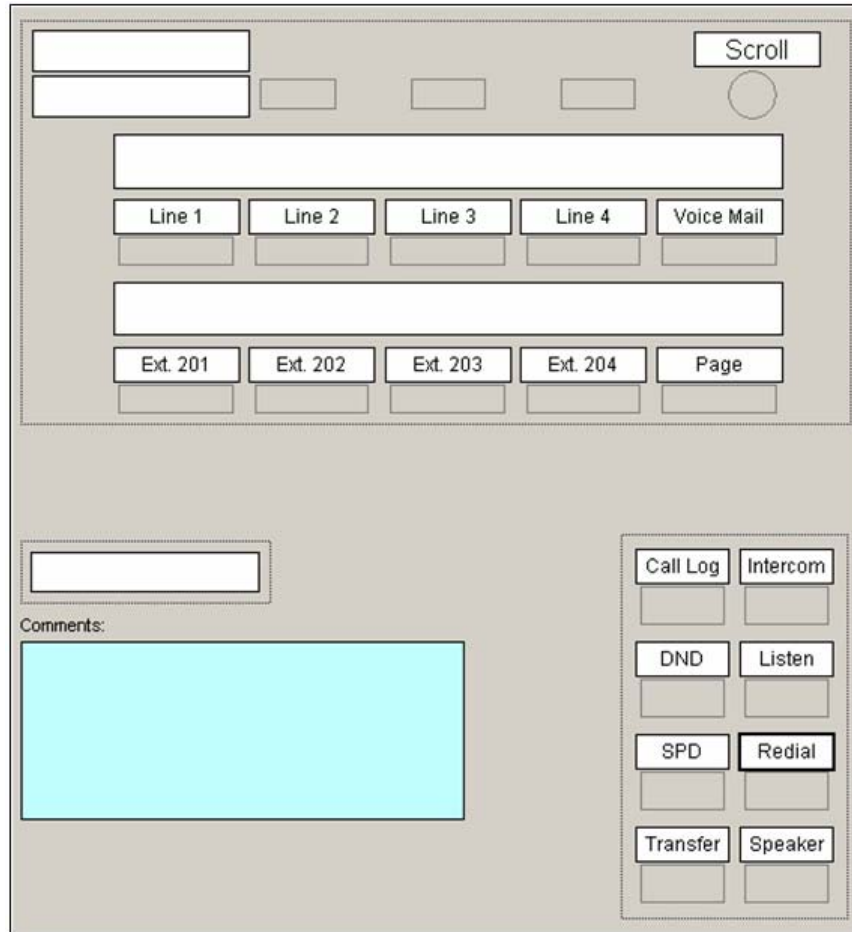 Scroll
Line 1 Line 2 Line 3 Line 4 Voice Mail
Ext. 201 Ext. 202 Ext. 203 Ext. 204 Page
Call Log Intercom
Comments:
DND Listen
SPD Redial
Transfer Speaker